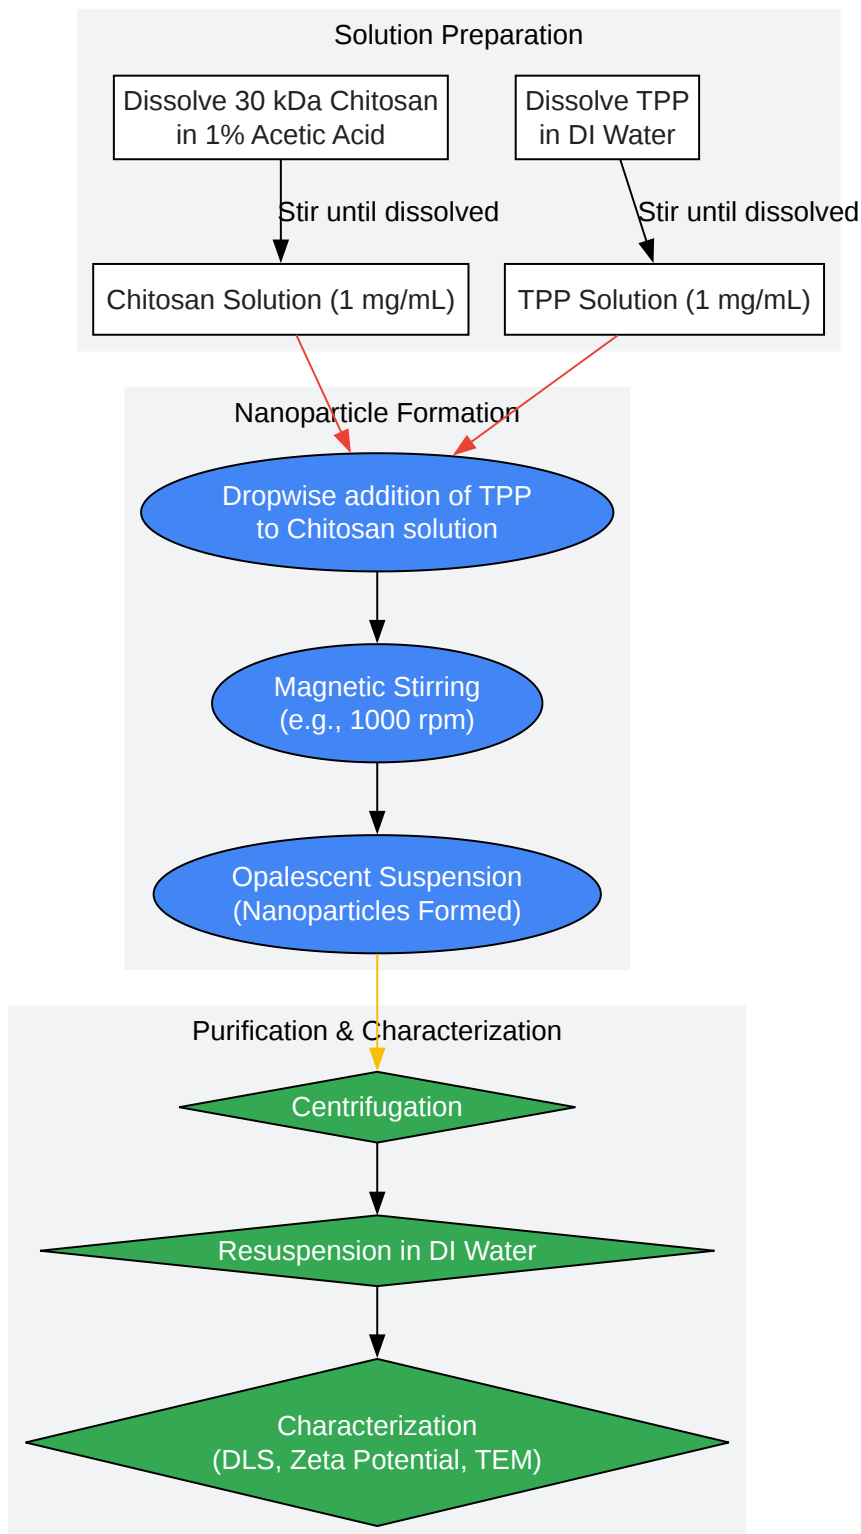 Solution Preparation
Dissolve 30 kDa Chitosan
in 1% Acetic Acid
Dissolve TPP
in DI Water
Stir until dissolved
Stir until dissolved
Chitosan Solution (1 mg/mL)
TPP Solution (1 mg/mL)
Nanoparticle Formation
Dropwise addition of TPP
to Chitosan solution
Magnetic Stirring
(e.g., 1000 rpm)
Opalescent Suspension
(Nanoparticles Formed)
Purification & Characterization
Centrifugation
Resuspension in DI Water
Characterization
(DLS, Zeta Potential, TEM)